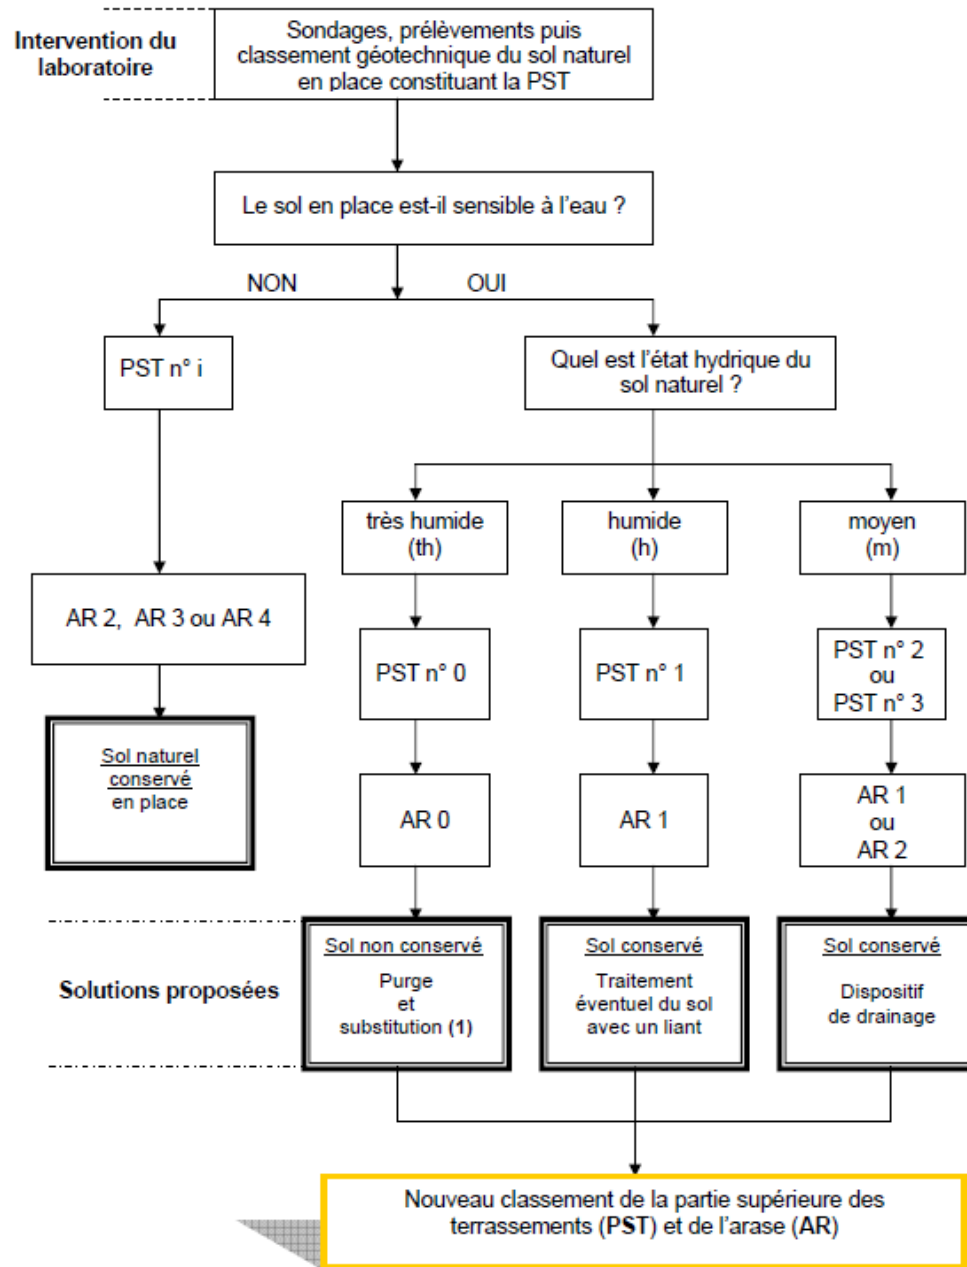 Intervention du
laboratoire
Sondages, prélèvements puis
classement géotechnique du sol naturel
en place constituant la PST
Le sol en place est-il sensible à l’eau ?
NON
OUI
PST n° i
Quel est l’état hydrique du
sol naturel ?
très humide
(th)
humide
(h)
moyen
(m)
AR 2, AR 3 ou AR 4
PST n° 0
PST n° 1
PST n° 2
ou
PST n° 3
Sol naturel
conservé
en place
AR 0
AR 1
AR 1
ou
AR 2
Solutions proposées
Sol non conservé
Purge
et
substitution (1)
Sol conservé
Traitement
éventuel du sol
avec un liant
Sol conservé
Dispositif
de drainage
Nouveau classement de la partie supérieure des
terrassements (PST) et de l’arase (AR)